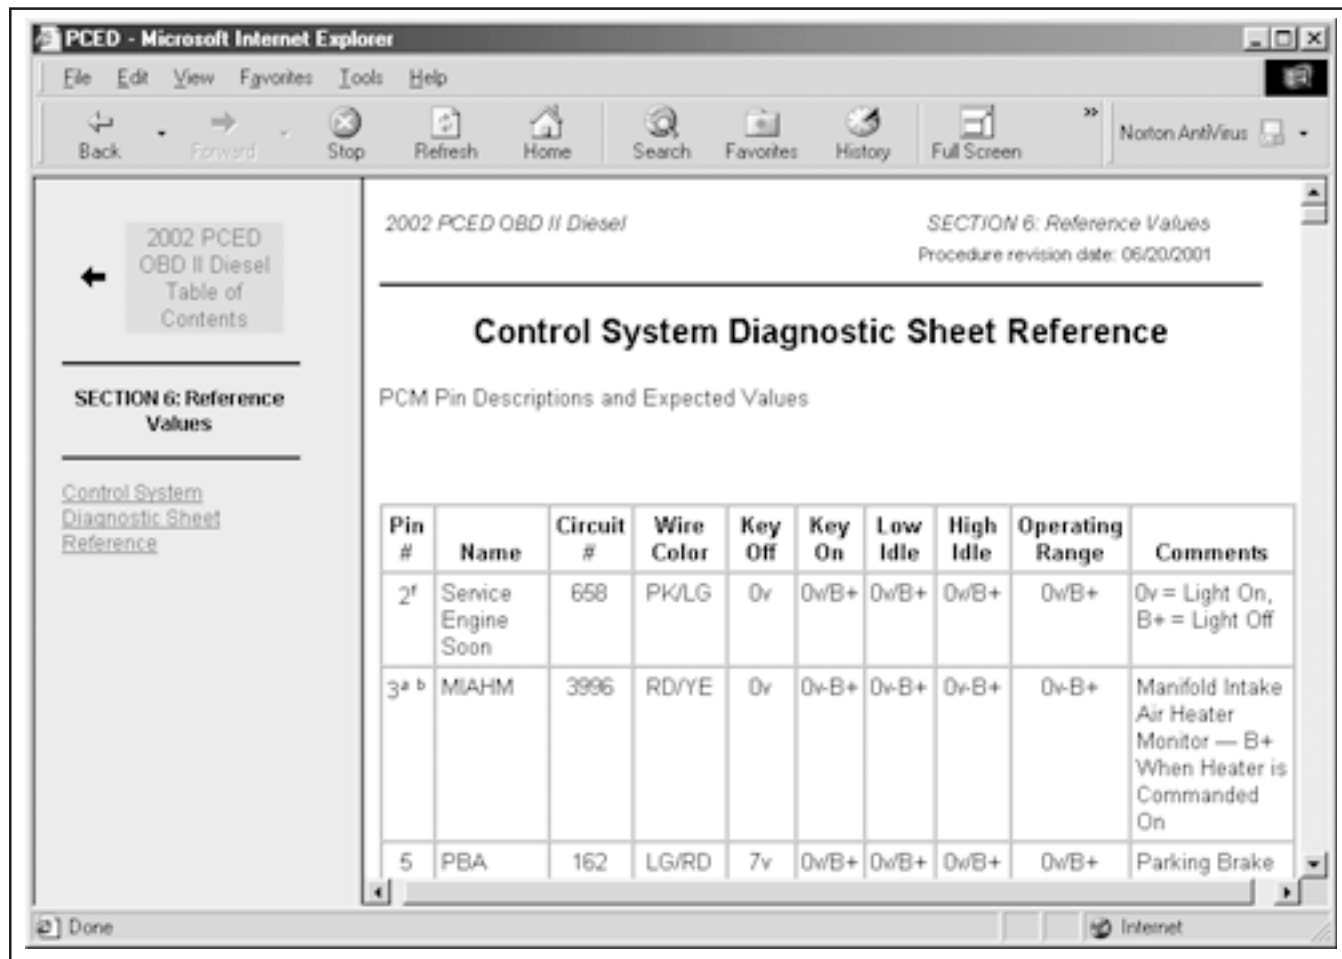 PCED - Microsoft Internet Explorer
File Edit View Favorites Tools Help
Back Forward Stop Refresh Home Search Favorites History Full Screen » Norton AntiVirus
2002 PCED
OBD II Diesel
Table of
Contents
SECTION 6: Reference
Values
Control System
Diagnostic Sheet
Reference
2002 PCED OBD II Diesel SECTION 6: Reference Values
Procedure revision date: 06/20/2001
Control System Diagnostic Sheet Reference
PCM Pin Descriptions and Expected Values
Pin # Name Circuit # Wire Color Key Off Key On Low Idle High Idle Operating Range Comments
2f Service Engine Soon 658 PK/LG 0v 0v/B+ 0v/B+ 0v/B+ 0v/B+ 0v = Light On, B+ = Light Off
3a b MIAHM 3996 RD/YE 0v 0v-B+ 0v-B+ 0v-B+ 0v-B+ Manifold Intake Air Heater Monitor — B+ When Heater is Commanded On
5 PBA 162 LG/RD 7v 0v/B+ 0v/B+ 0v/B+ 0v/B+ Parking Brake
Done Internet